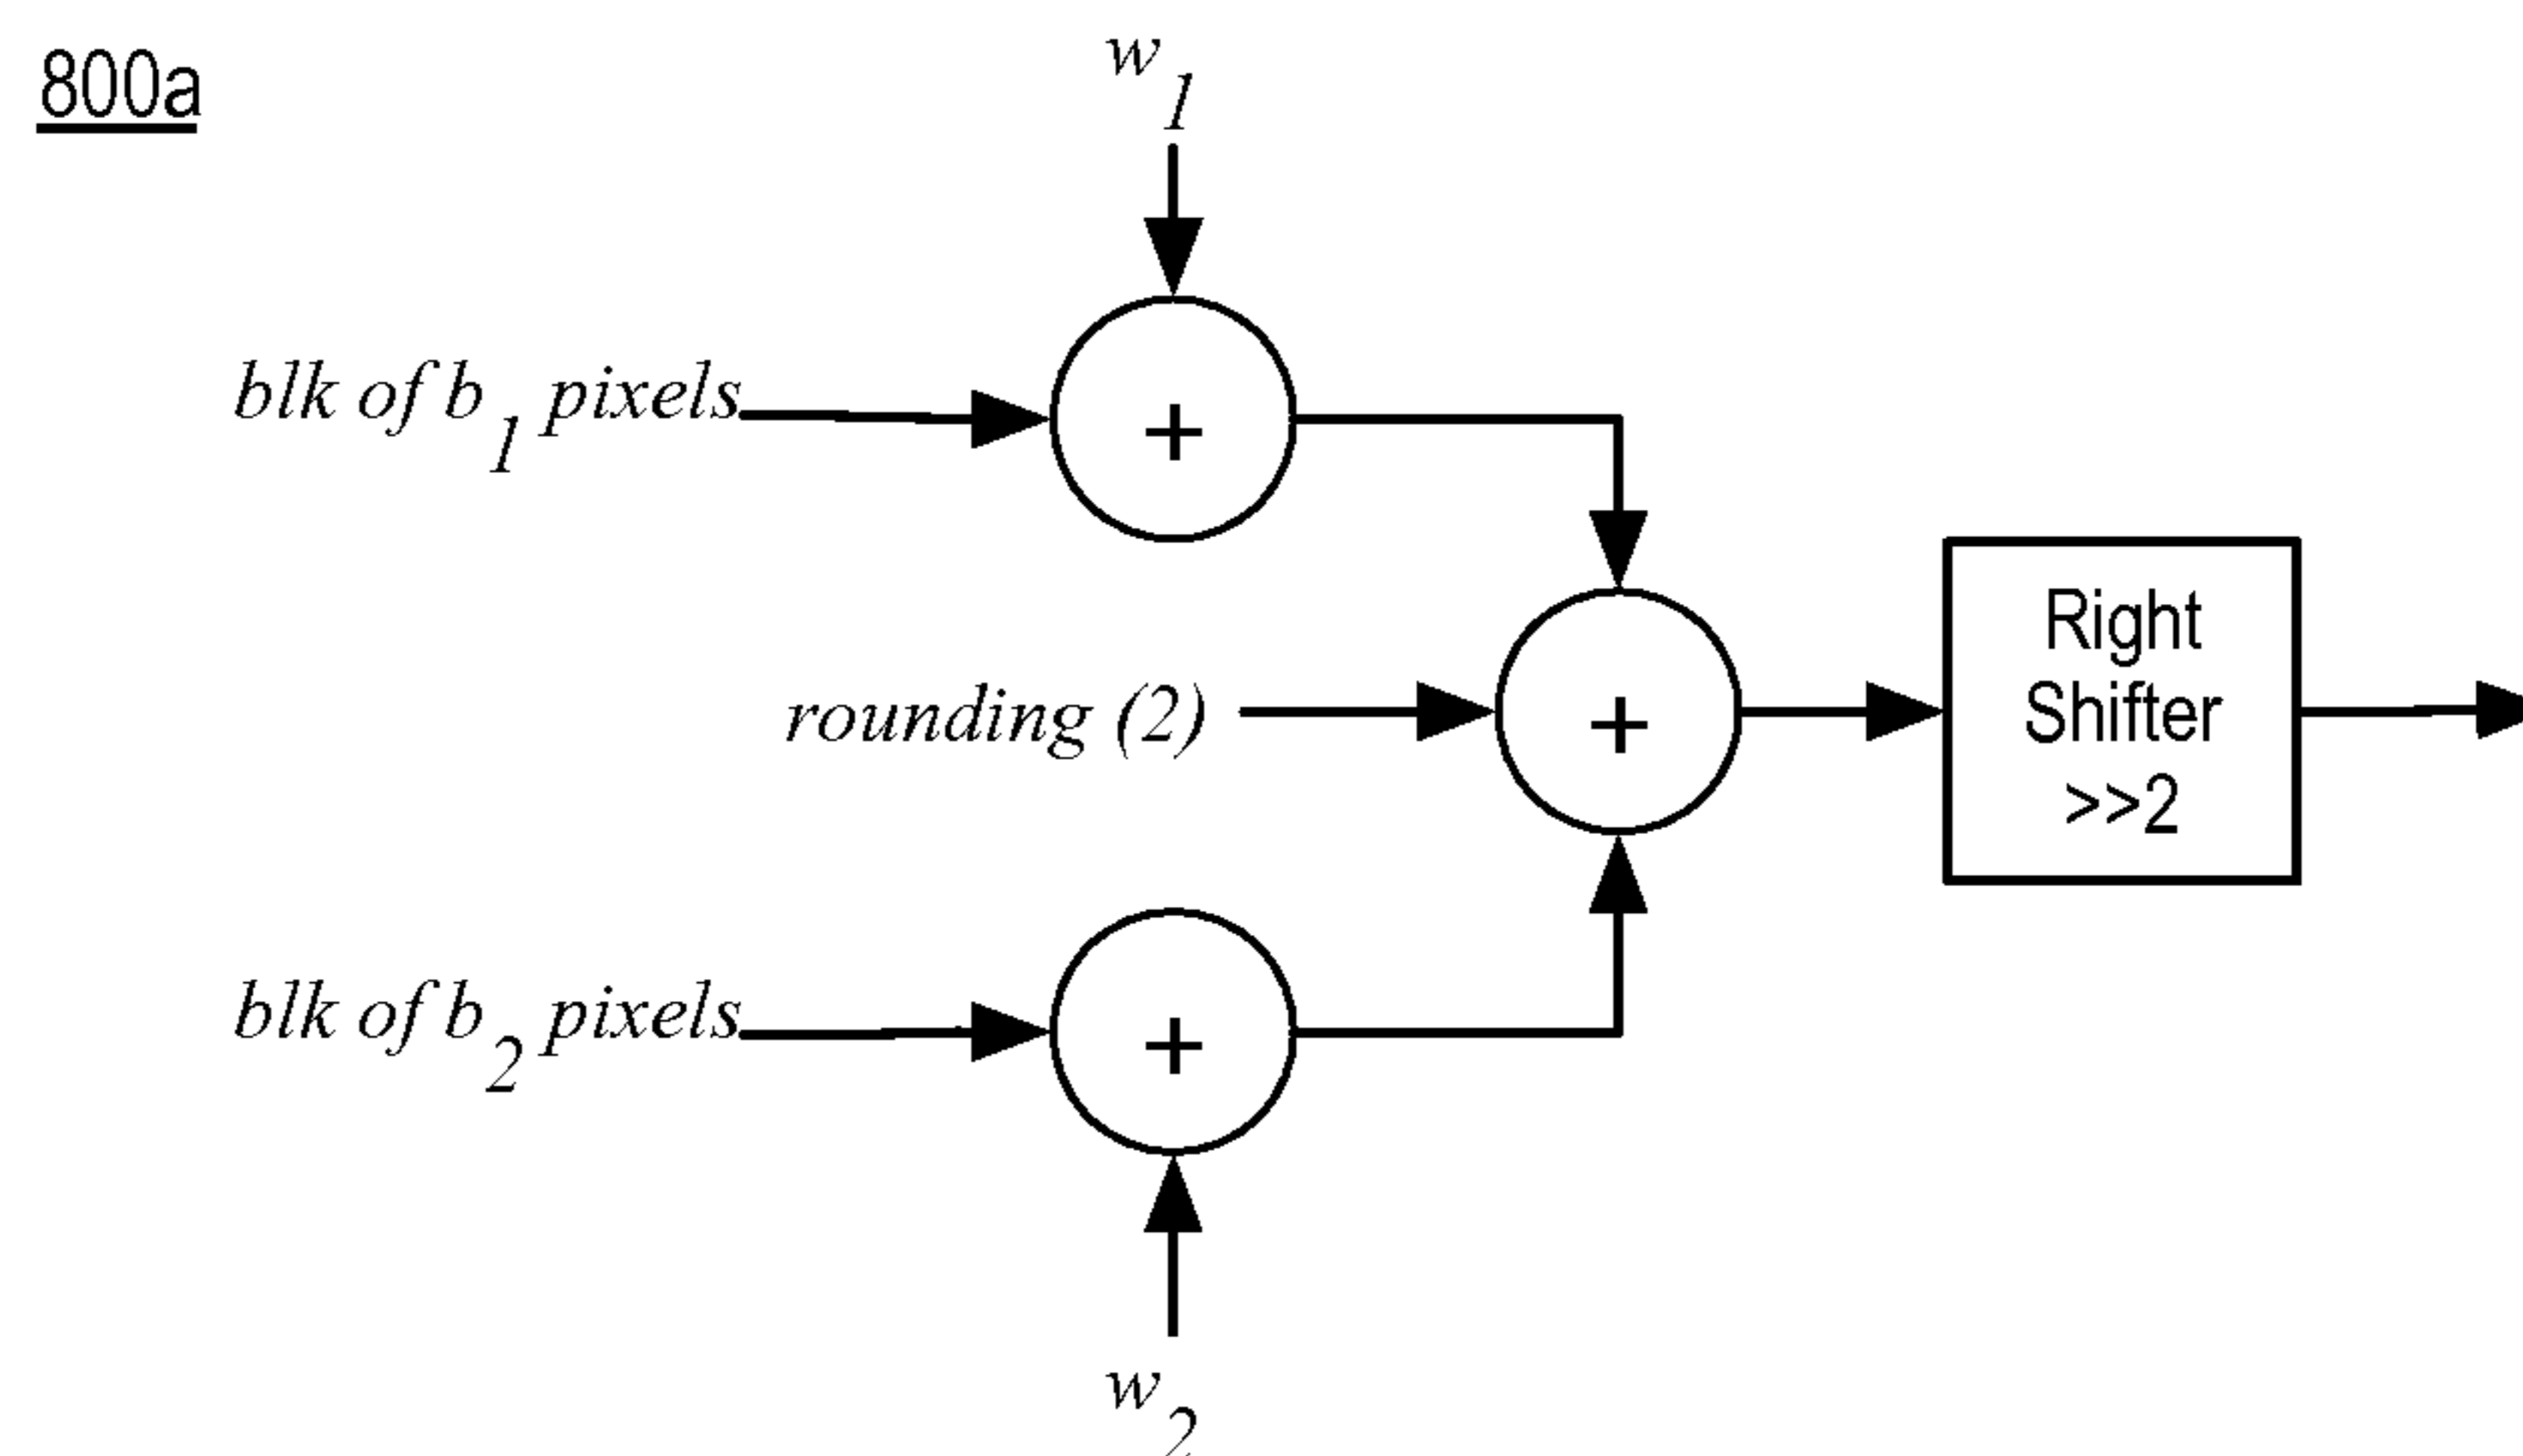 800a
w1
blk of b1 pixels
+
rounding (2)
+
Right
Shifter
>>2
blk of b2 pixels
+
w2